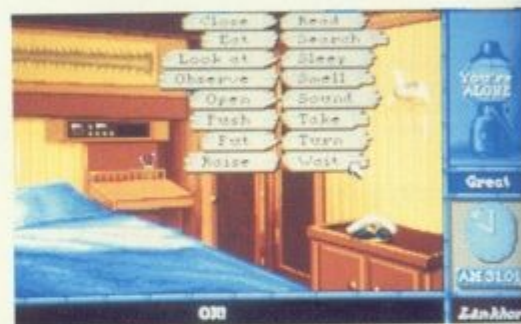 Close Read
Eat Search
Look at Sleep
Observe Smell
Open Sound
Push Take
Put Turn
Raise Wait
You're
ALONE
Great
OK!